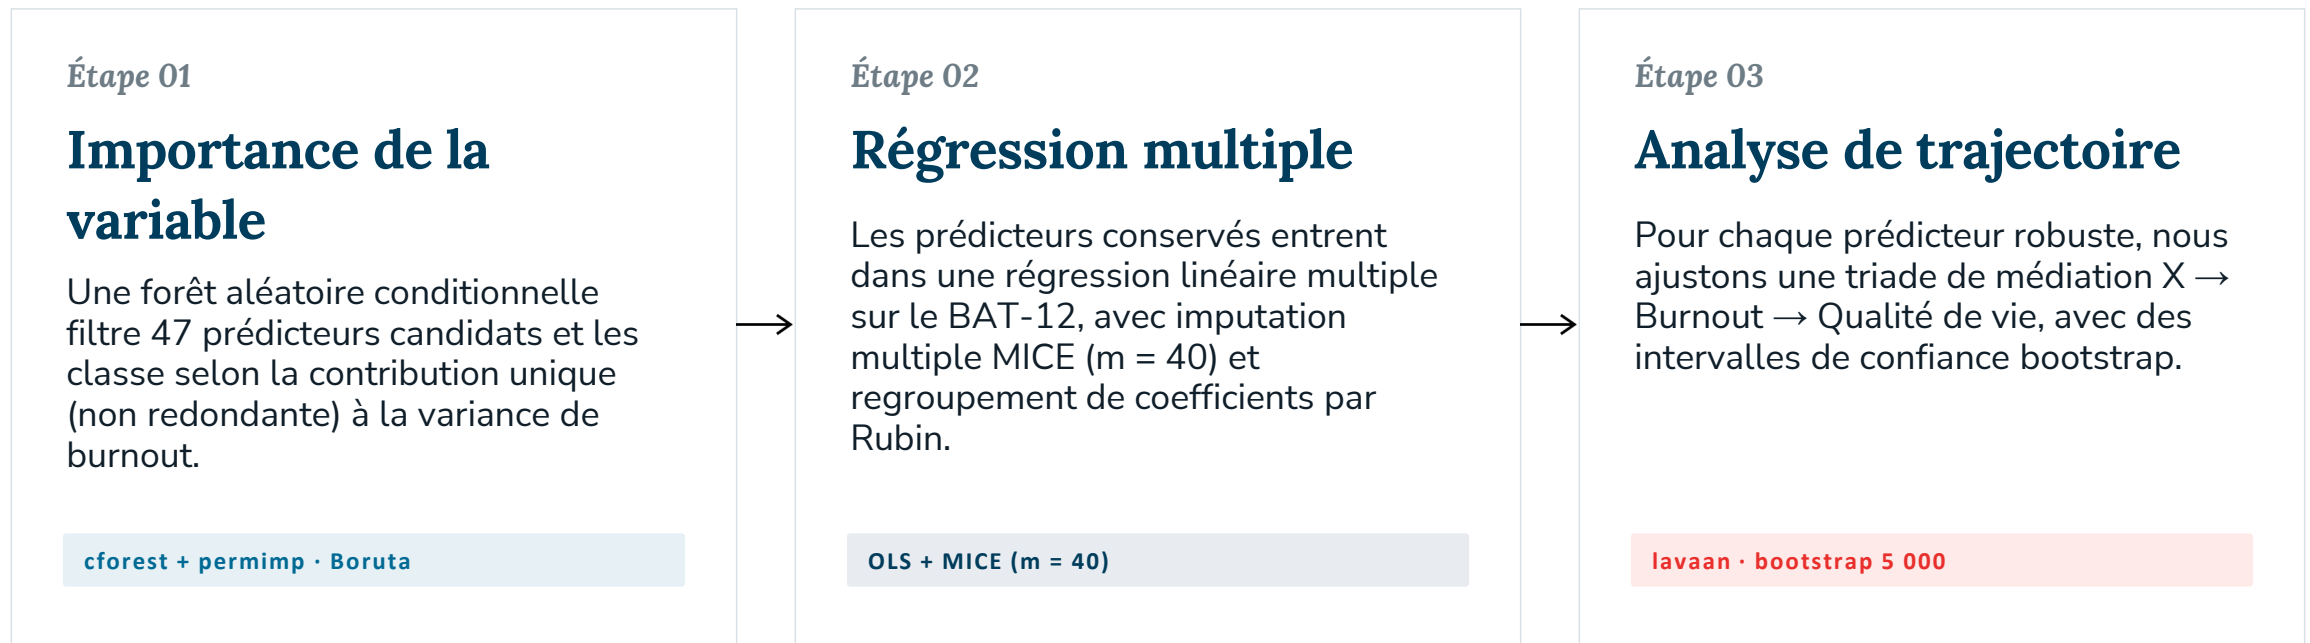 Étape 01
Importance de la
variable
Une forêt aléatoire conditionnelle
filtre 47 prédicteurs candidats et les
classe selon la contribution unique
(non redondante) à la variance de
burnout.
cforest + permimp · Boruta
Étape 02
Régression multiple
Les prédicteurs conservés entrent
dans une régression linéaire multiple
sur le BAT-12, avec imputation
multiple MICE (m = 40) et
regroupement de coefficients par
Rubin.
OLS + MICE (m = 40)
Étape 03
Analyse de trajectoire
Pour chaque prédicteur robuste, nous
ajustons une triade de médiation X →
Burnout → Qualité de vie, avec des
intervalles de confiance bootstrap.
lavaan · bootstrap 5 000